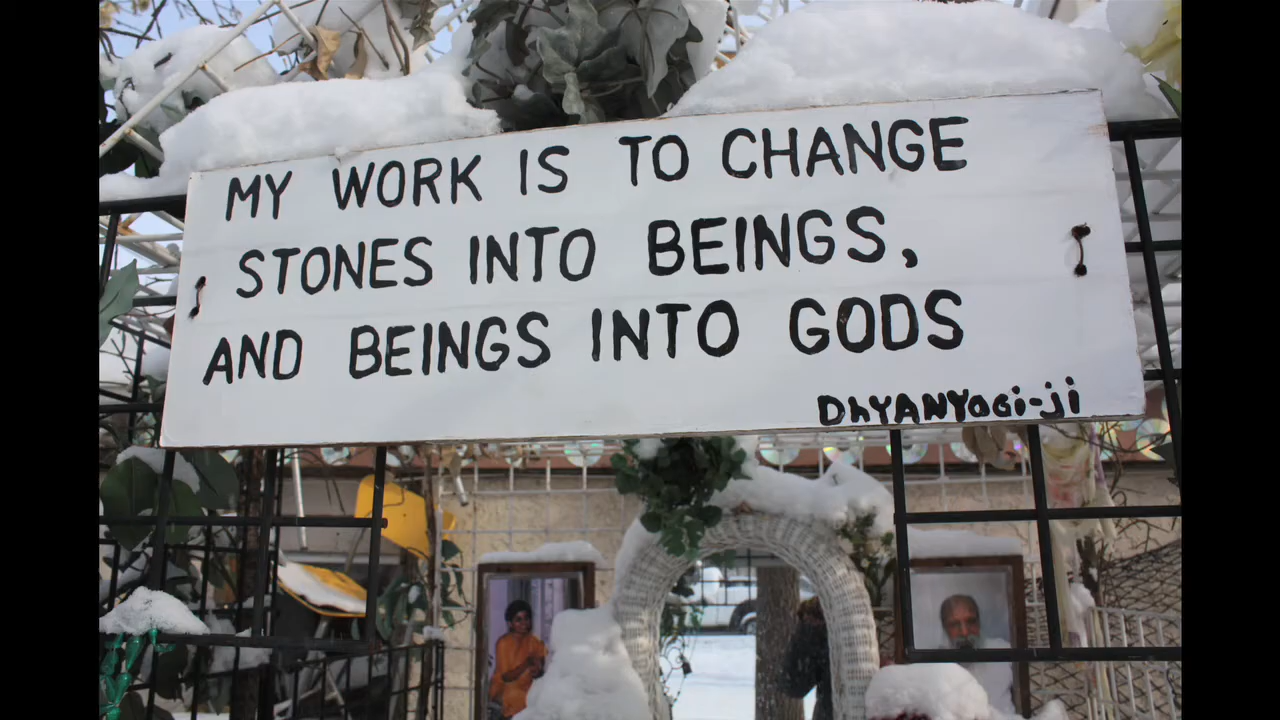 MY WORK IS TO CHANGE
STONES INTO BEINGS,
AND BEINGS INTO GODS
DhYANYOGi-ji